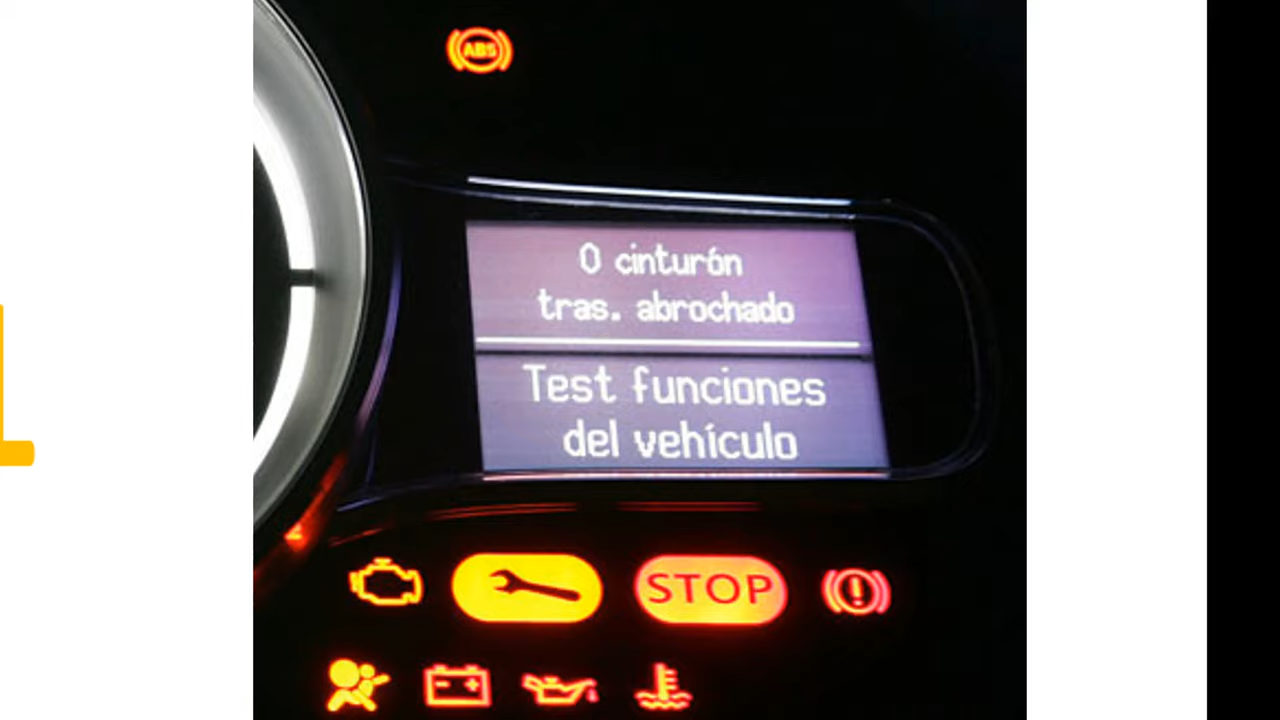 ABS
0 cinturón
tras. abrochado
Test funciones
del vehículo
STOP